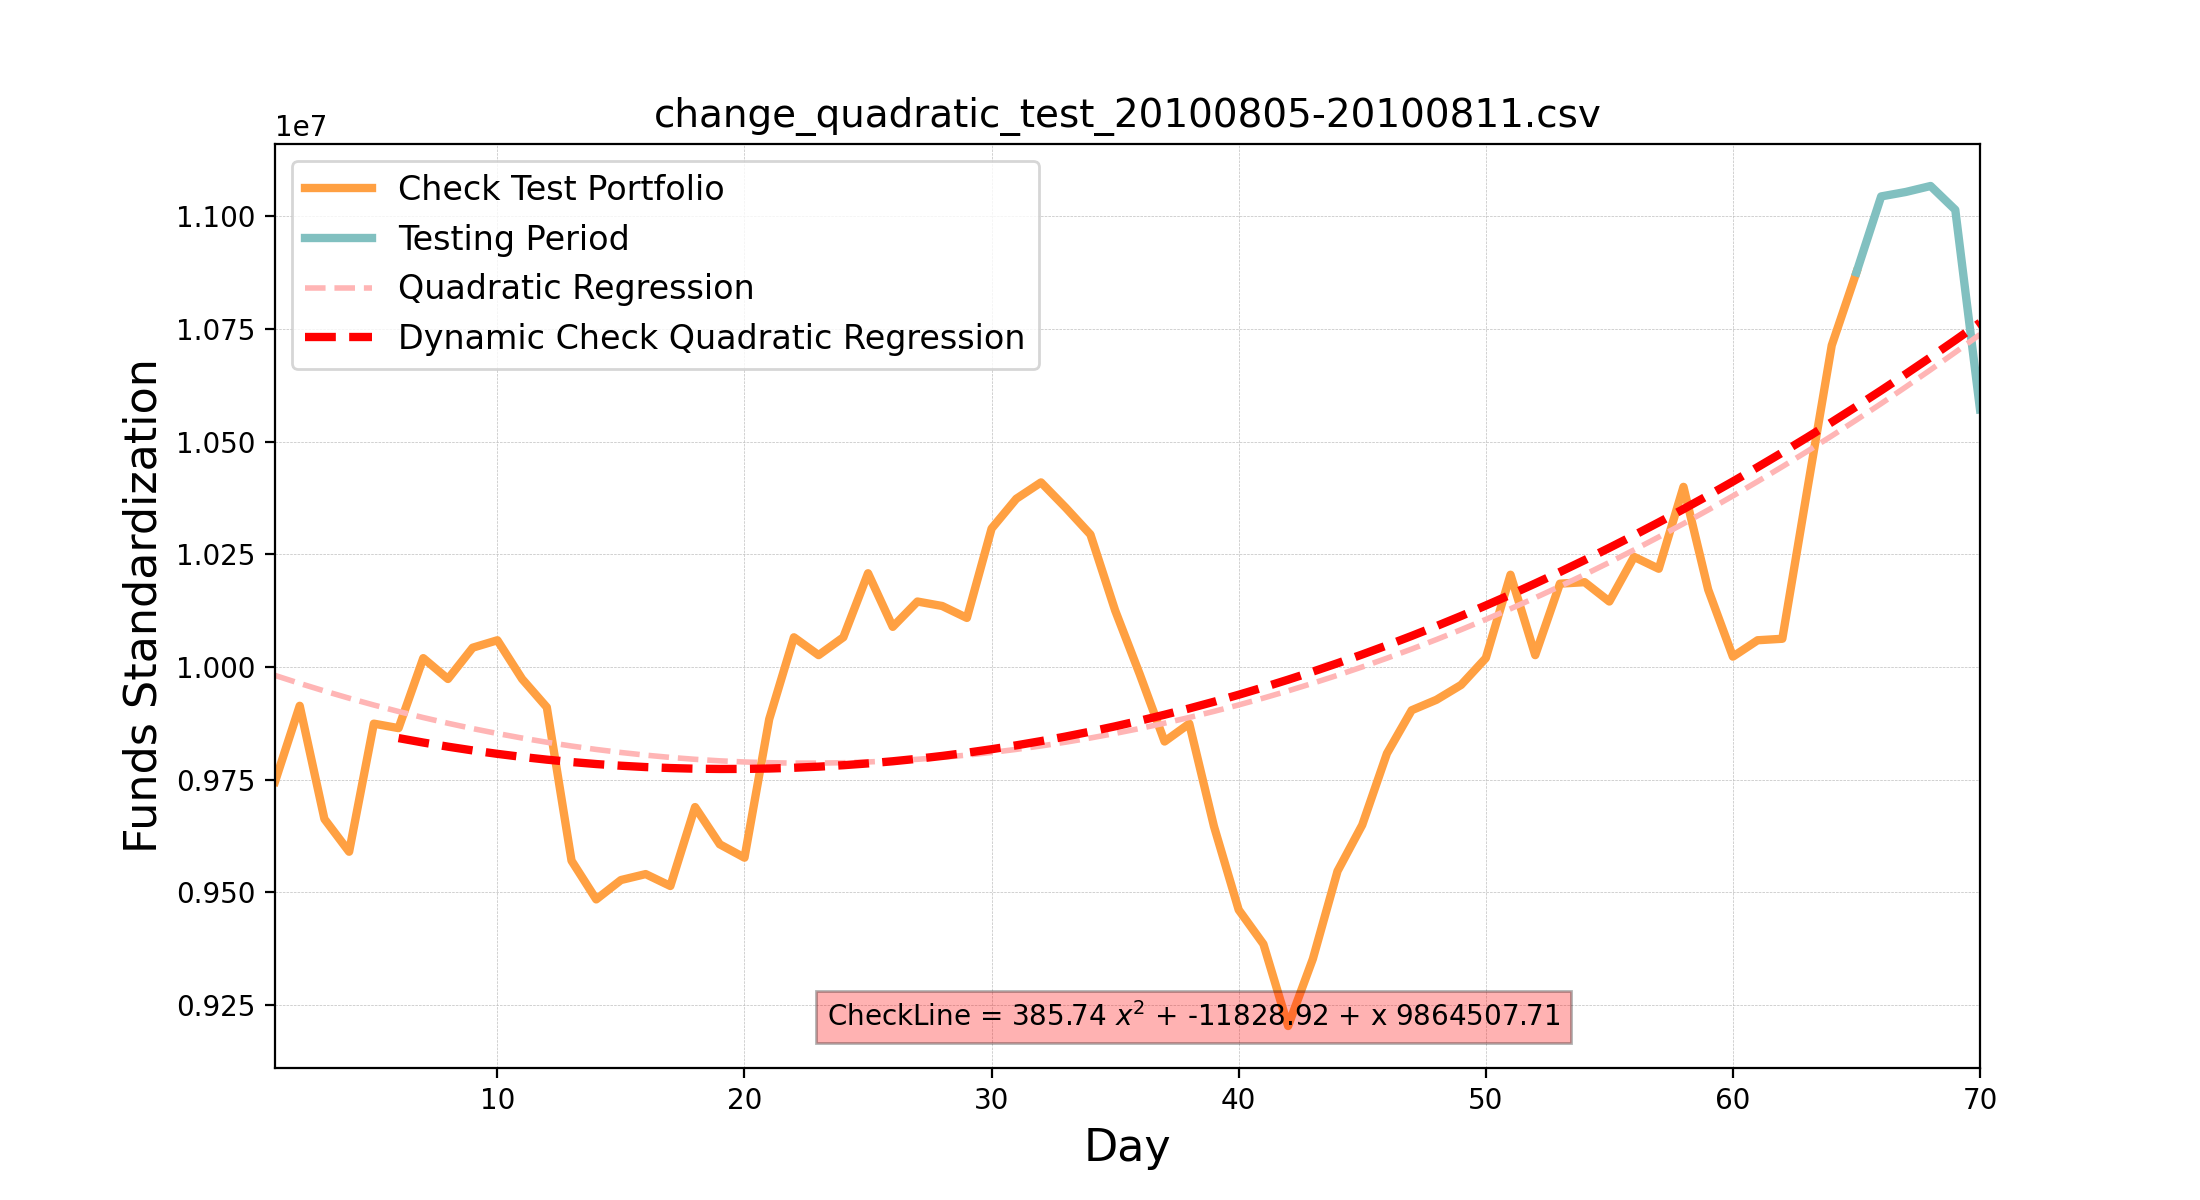 change_quadratic_test_20100805-20100811.csv
1e7
Check Test Portfolio
Testing Period
Quadratic Regression
Dynamic Check Quadratic Regression
1.100
1.075
1.050
1.025
1.000
0.975
0.950
0.925
Funds Standardization
CheckLine = 385.74 x² + -11828.92 + x 9864507.71
10 20 30 40 50 60 70
Day